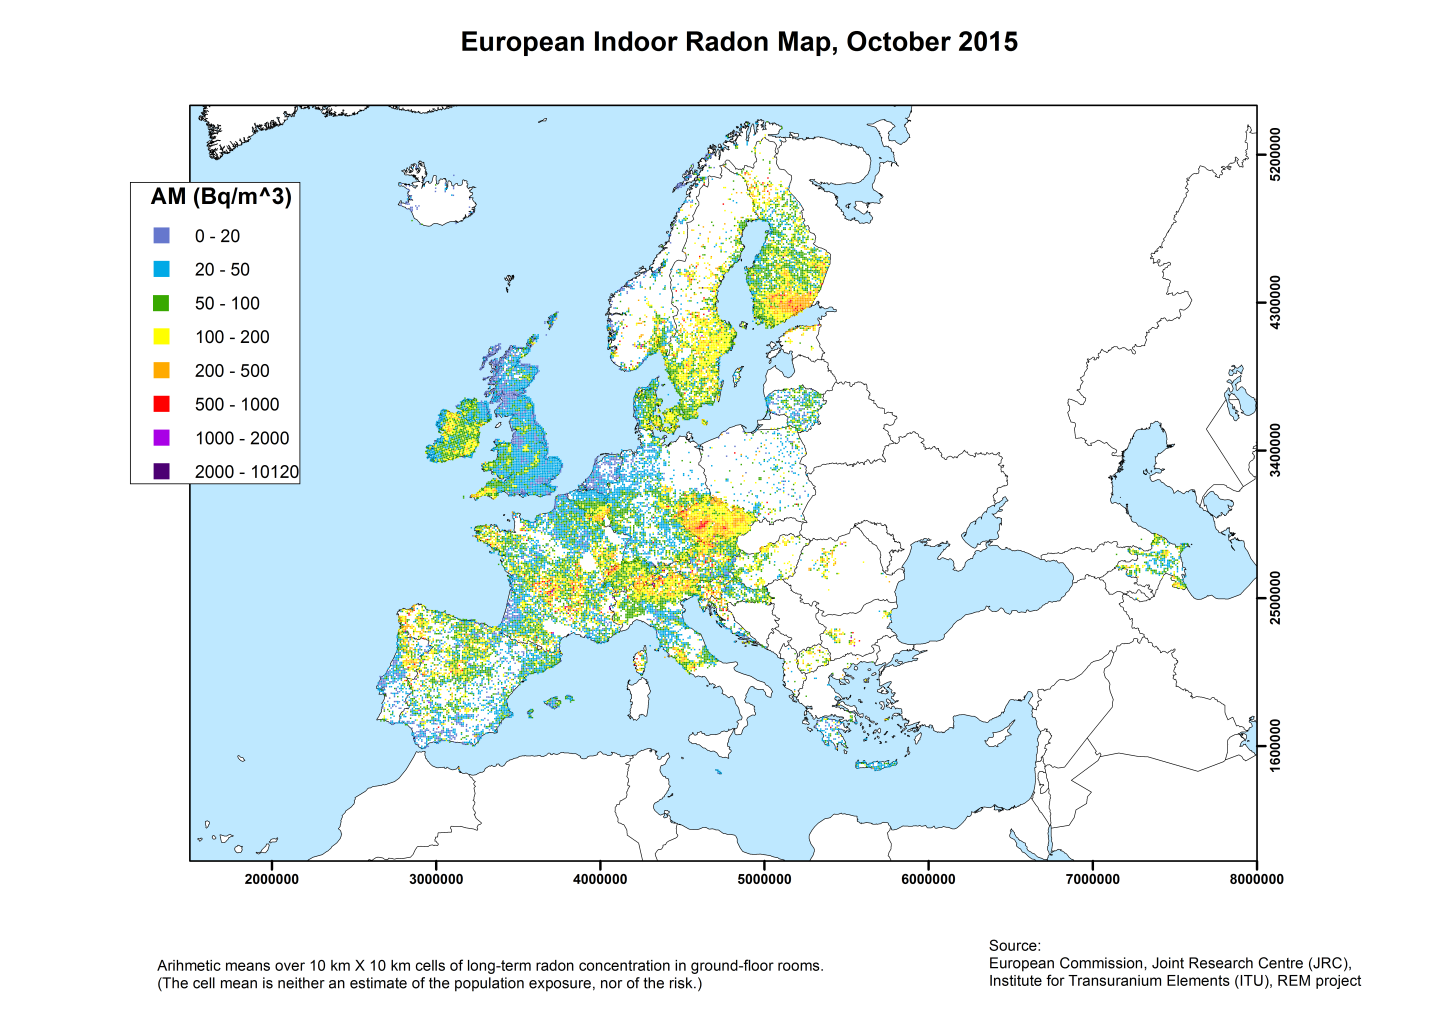 European Indoor Radon Map, October 2015
AM (Bq/m^3)
0 - 20
20 - 50
50 - 100
100 - 200
200 - 500
500 - 1000
1000 - 2000
2000 - 10120
5200000
4300000
3400000
2500000
1600000
2000000
3000000
4000000
5000000
6000000
7000000
8000000
Arihmetic means over 10 km X 10 km cells of long-term radon concentration in ground-floor rooms.
(The cell mean is neither an estimate of the population exposure, nor of the risk.)
Source:
European Commission, Joint Research Centre (JRC),
Institute for Transuranium Elements (ITU), REM project